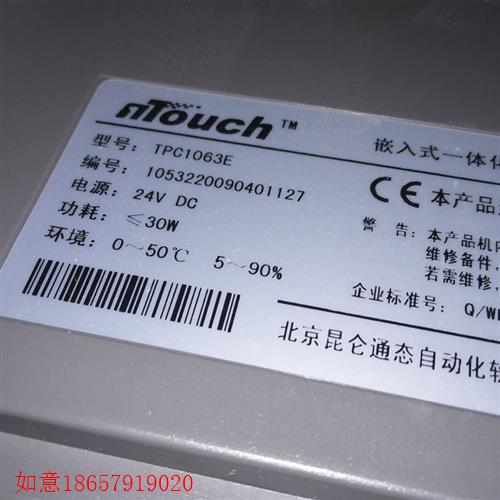 nTouch™
型号: TPC1063E
编号: 1053220090401127
电源: 24V DC
功耗: ≤30W
环境: 0～50℃ 5～90%
嵌入式一体化
CE 本产品
警告: 本产品机内
维修备件,
若需维修,
企业标准号: Q/W
北京昆仑通态自动化软
如意18657919020